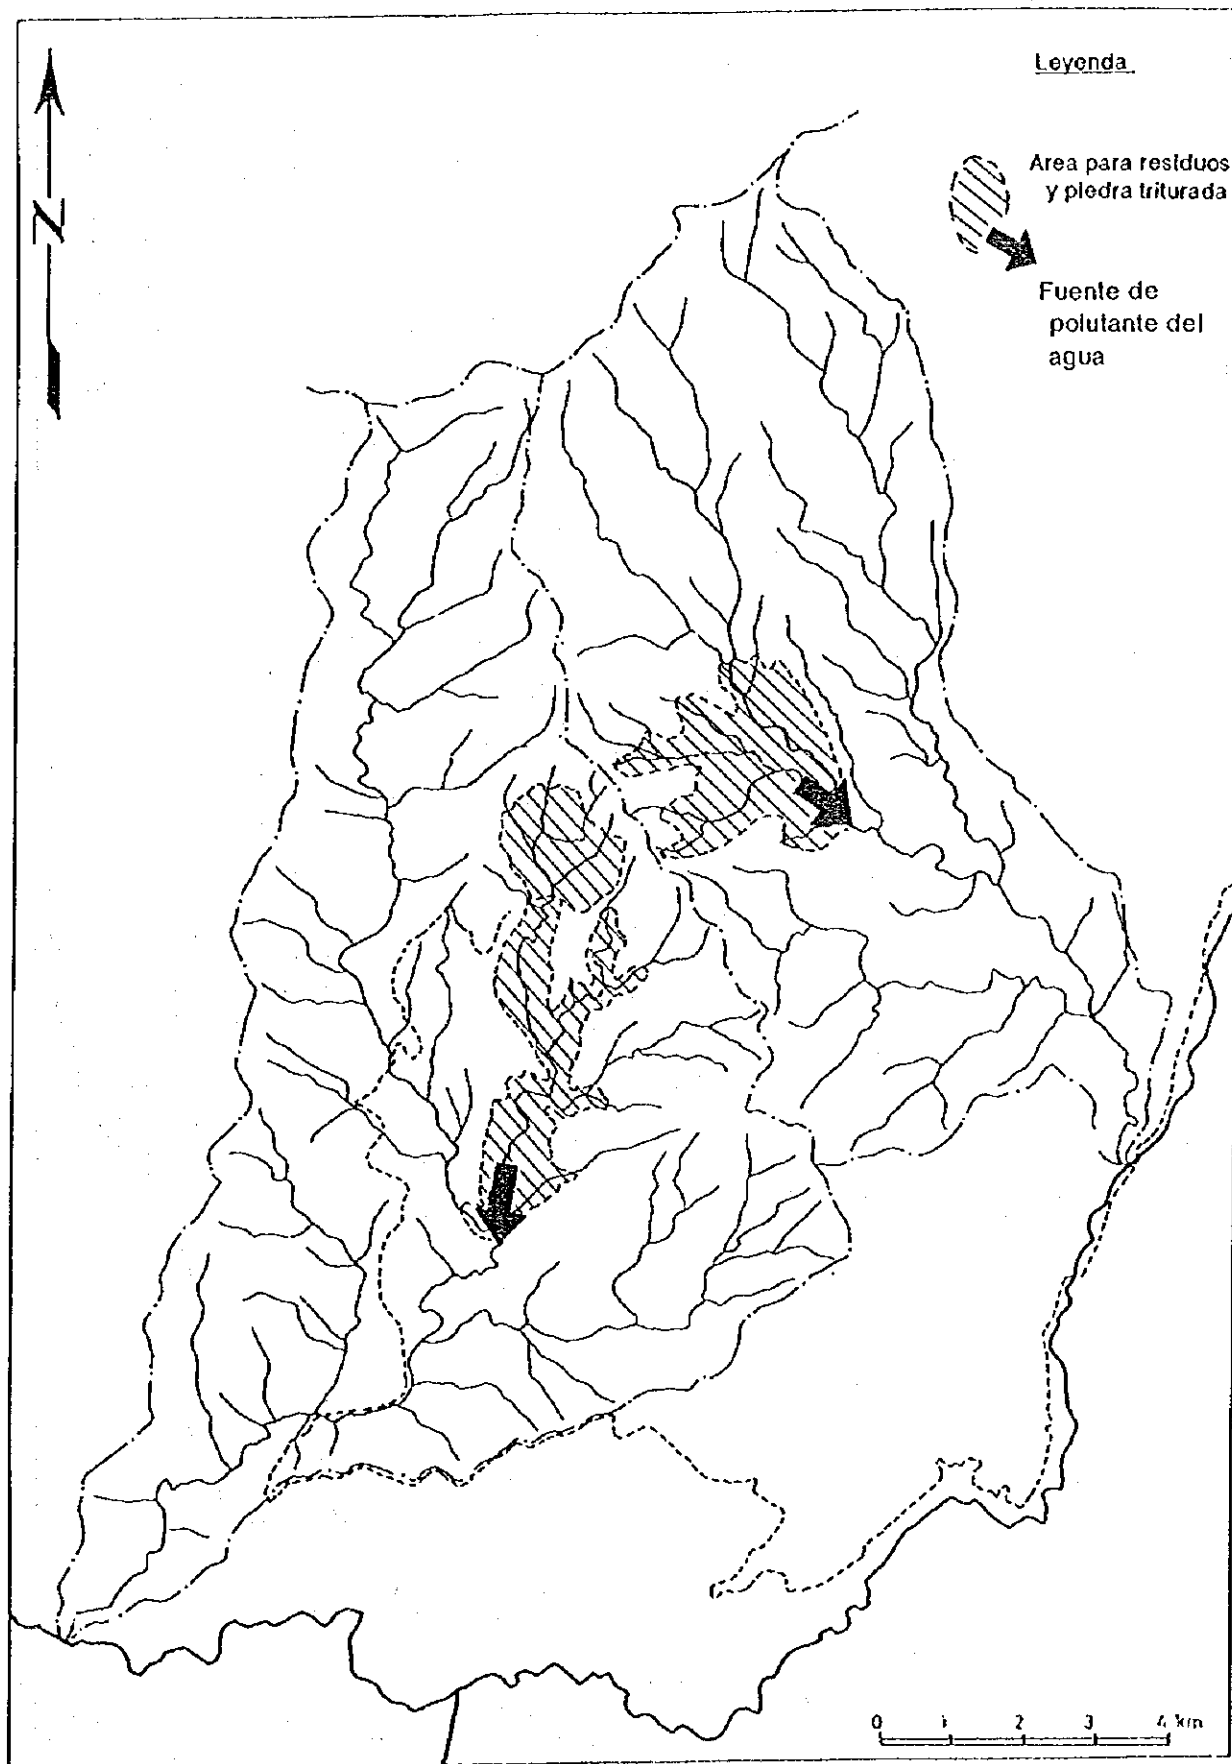 N
Leyenda
Area para residuos
y piedra triturada
Fuente de
polutante del
agua
0 1 2 3 4 km